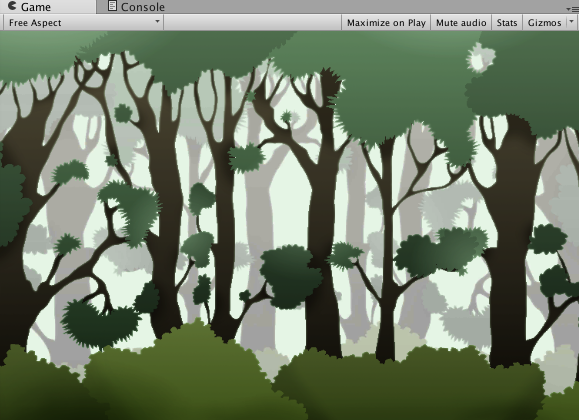 Game
Console
Free Aspect
Maximize on Play
Mute audio
Stats
Gizmos